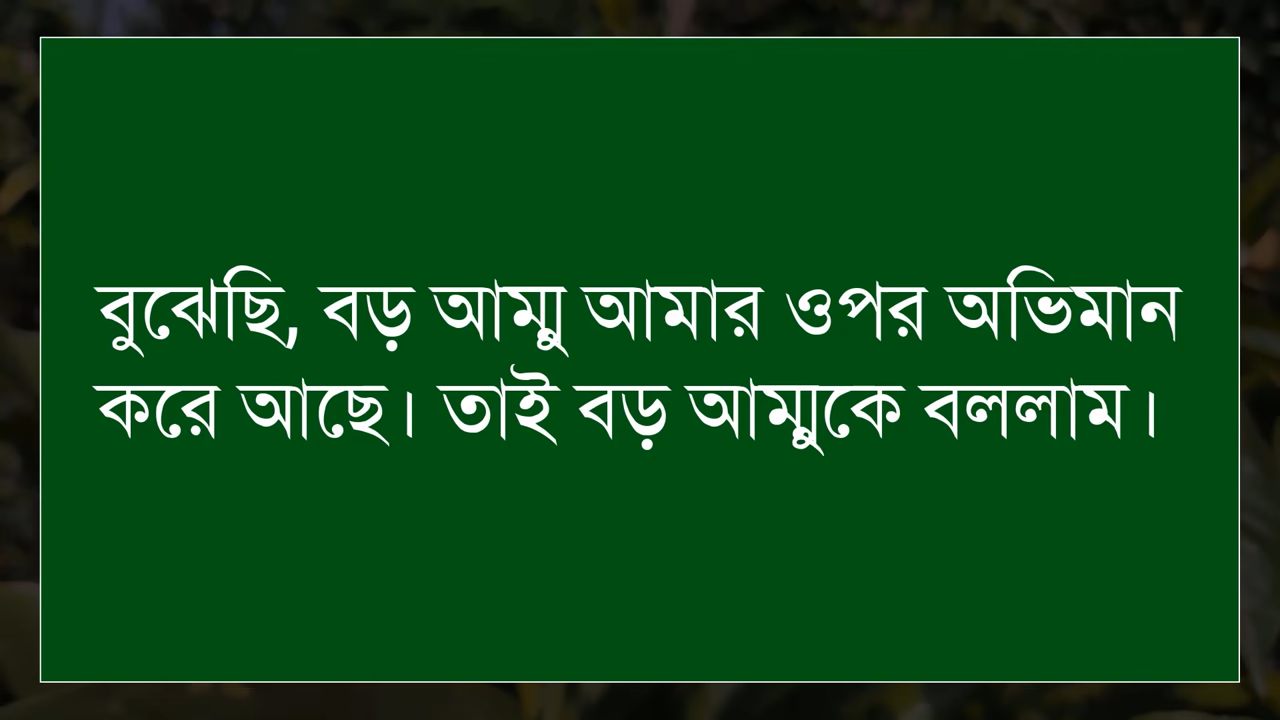 বুঝেছি, বড় আম্মু আমার ওপর অভিমান
করে আছে। তাই বড় আম্মুকে বললাম।